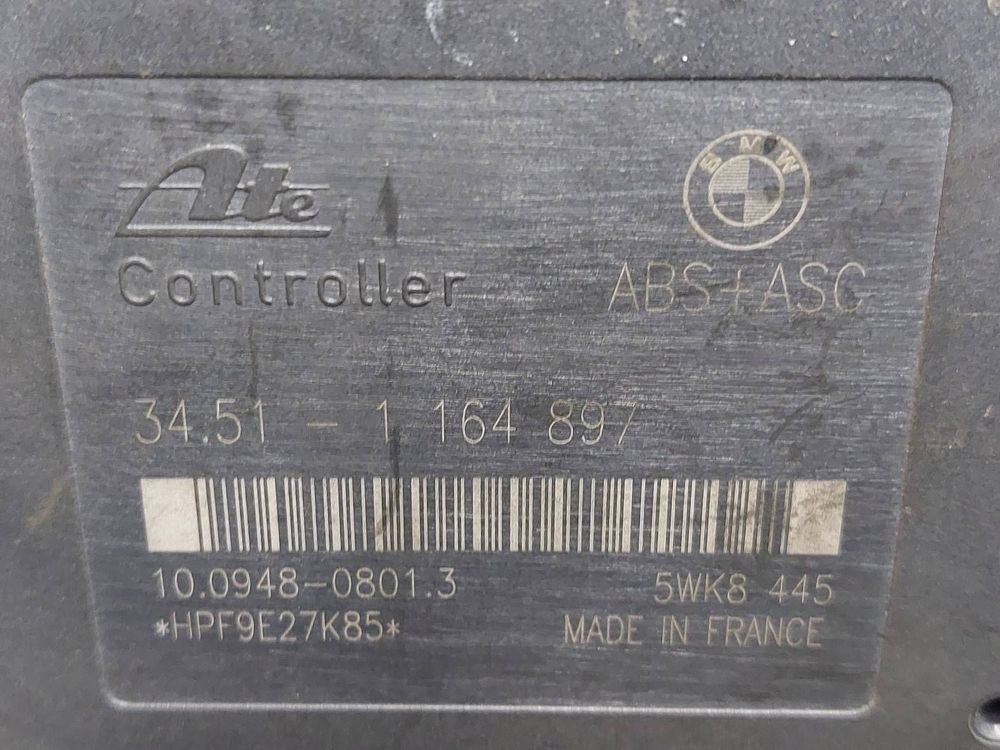 Ate
BMW
Controller
ABS+ASC
34.51 - 1 164 897
10.0948-0801.3
5WK8 445
*HPF9E27K85*
MADE IN FRANCE